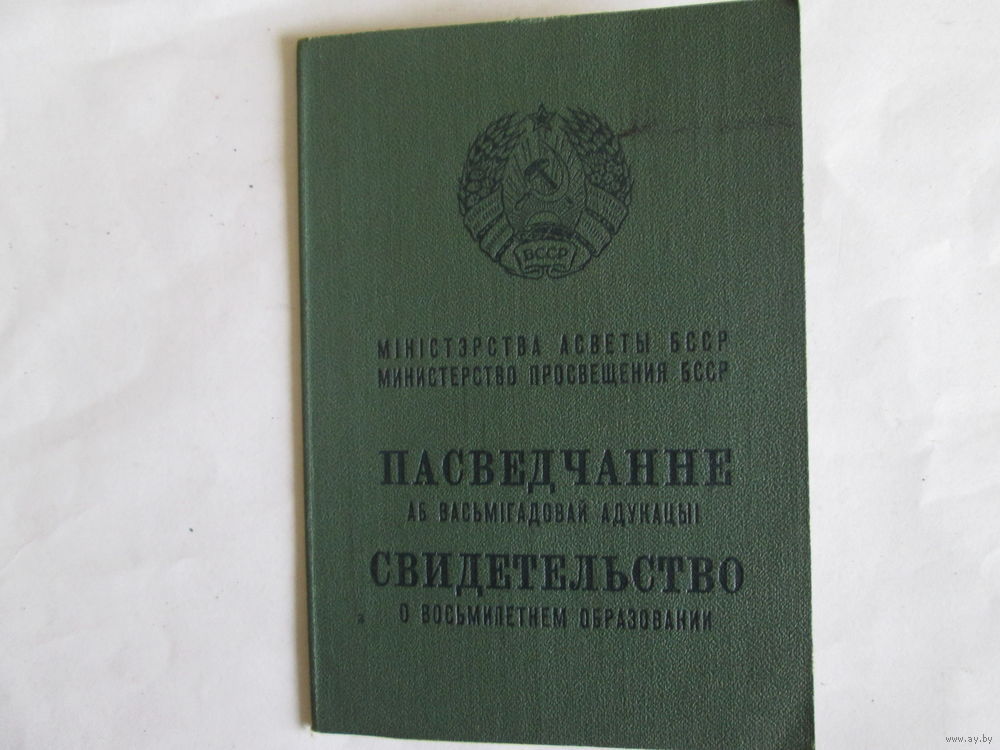 БССР
МІНІСТЭРСТВА АСВЕТЫ БССР
МИНИСТЕРСТВО ПРОСВЕЩЕНИЯ БССР
ПАСВЕДЧАННЕ
АБ ВАСЬМІГАДОВАЙ АДУКАЦЫІ
СВИДЕТЕЛЬСТВО
О ВОСЬМИЛЕТНЕМ ОБРАЗОВАНИИ
www.ay.by